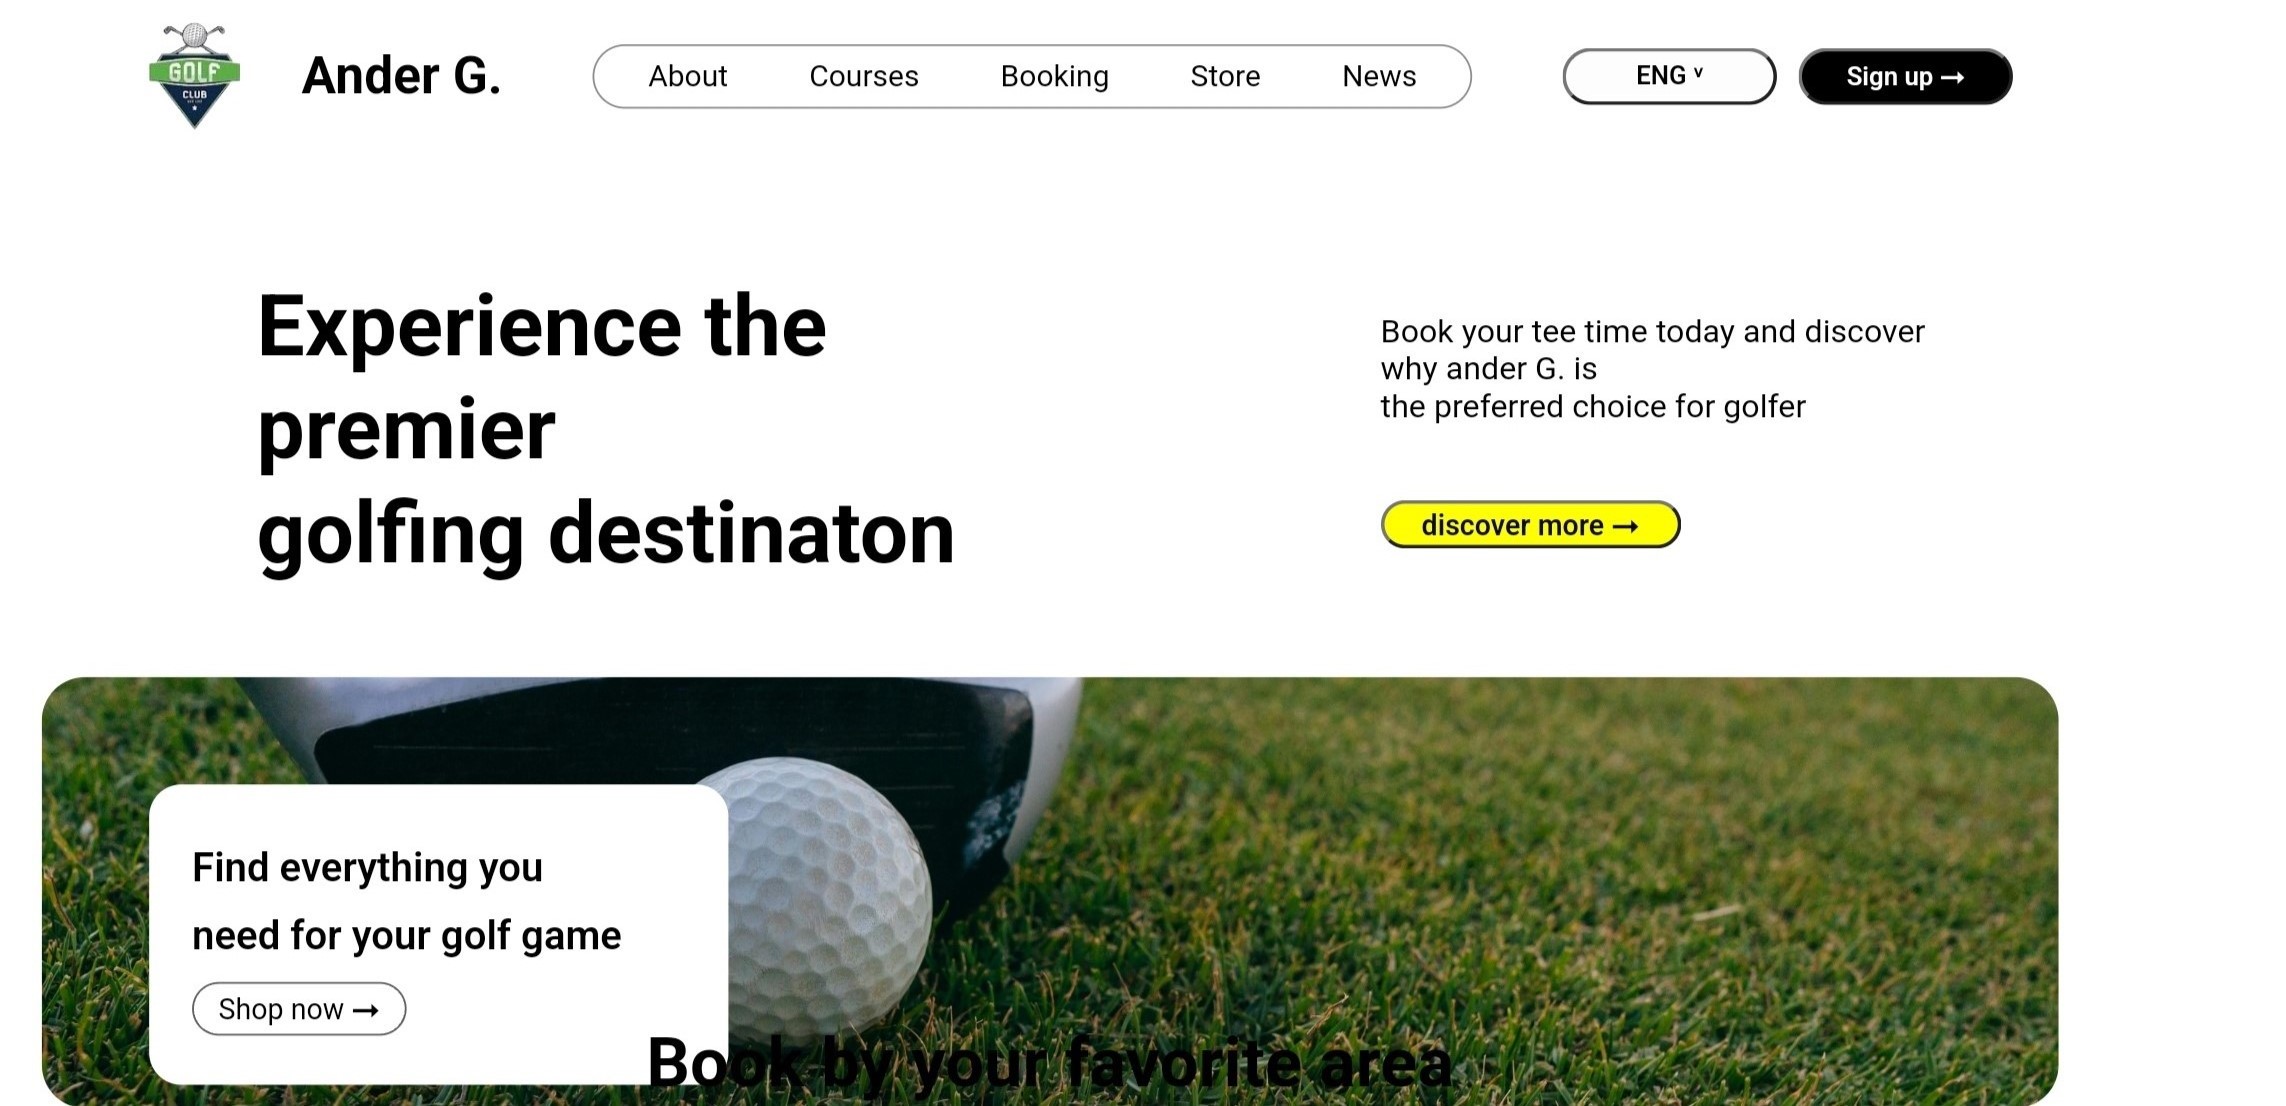 GOLF
CLUB
Ander G.
About Courses Booking Store News
ENG v
Sign up →
Experience the
premier
golfing destinaton
Book your tee time today and discover
why ander G. is
the preferred choice for golfer
discover more →
Find everything you
need for your golf game
Shop now →
Book by your favorite area